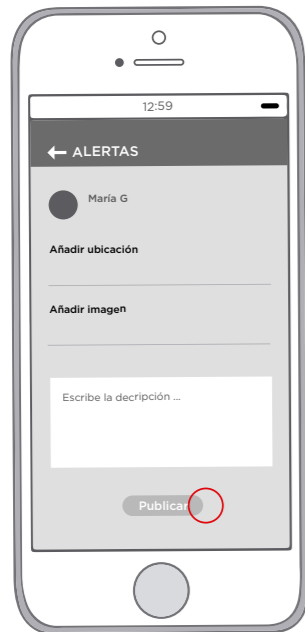 12:59
ALERTAS
María G
Añadir ubicación
Añadir imagen
Escribe la decripción ...
Publicar